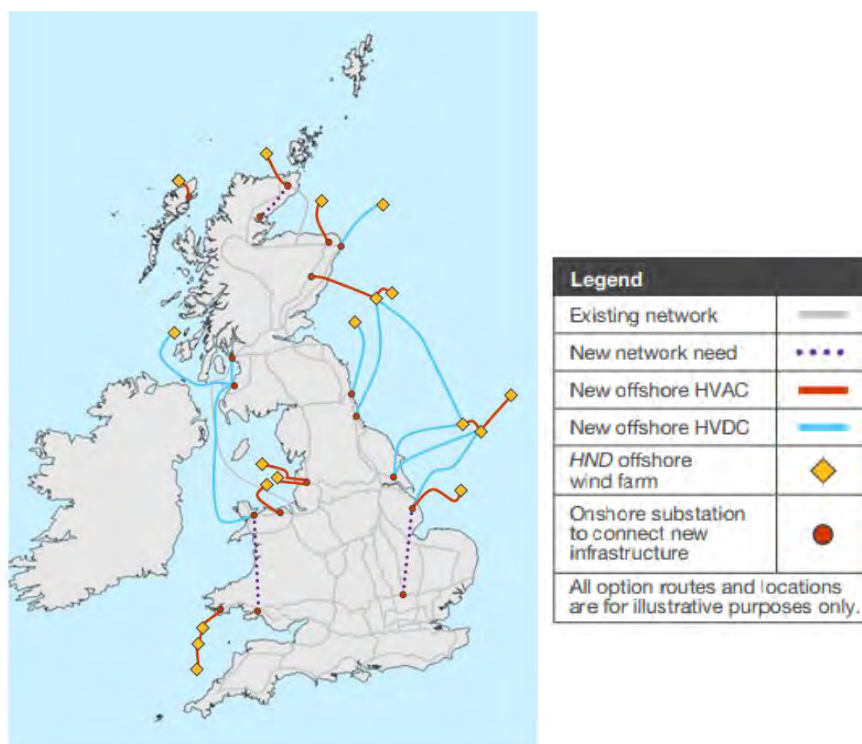 Legend
Existing network
New network need
New offshore HVAC
New offshore HVDC
HND offshore
wind farm
Onshore substation
to connect new
infrastructure
All option routes and locations
are for illustrative purposes only.